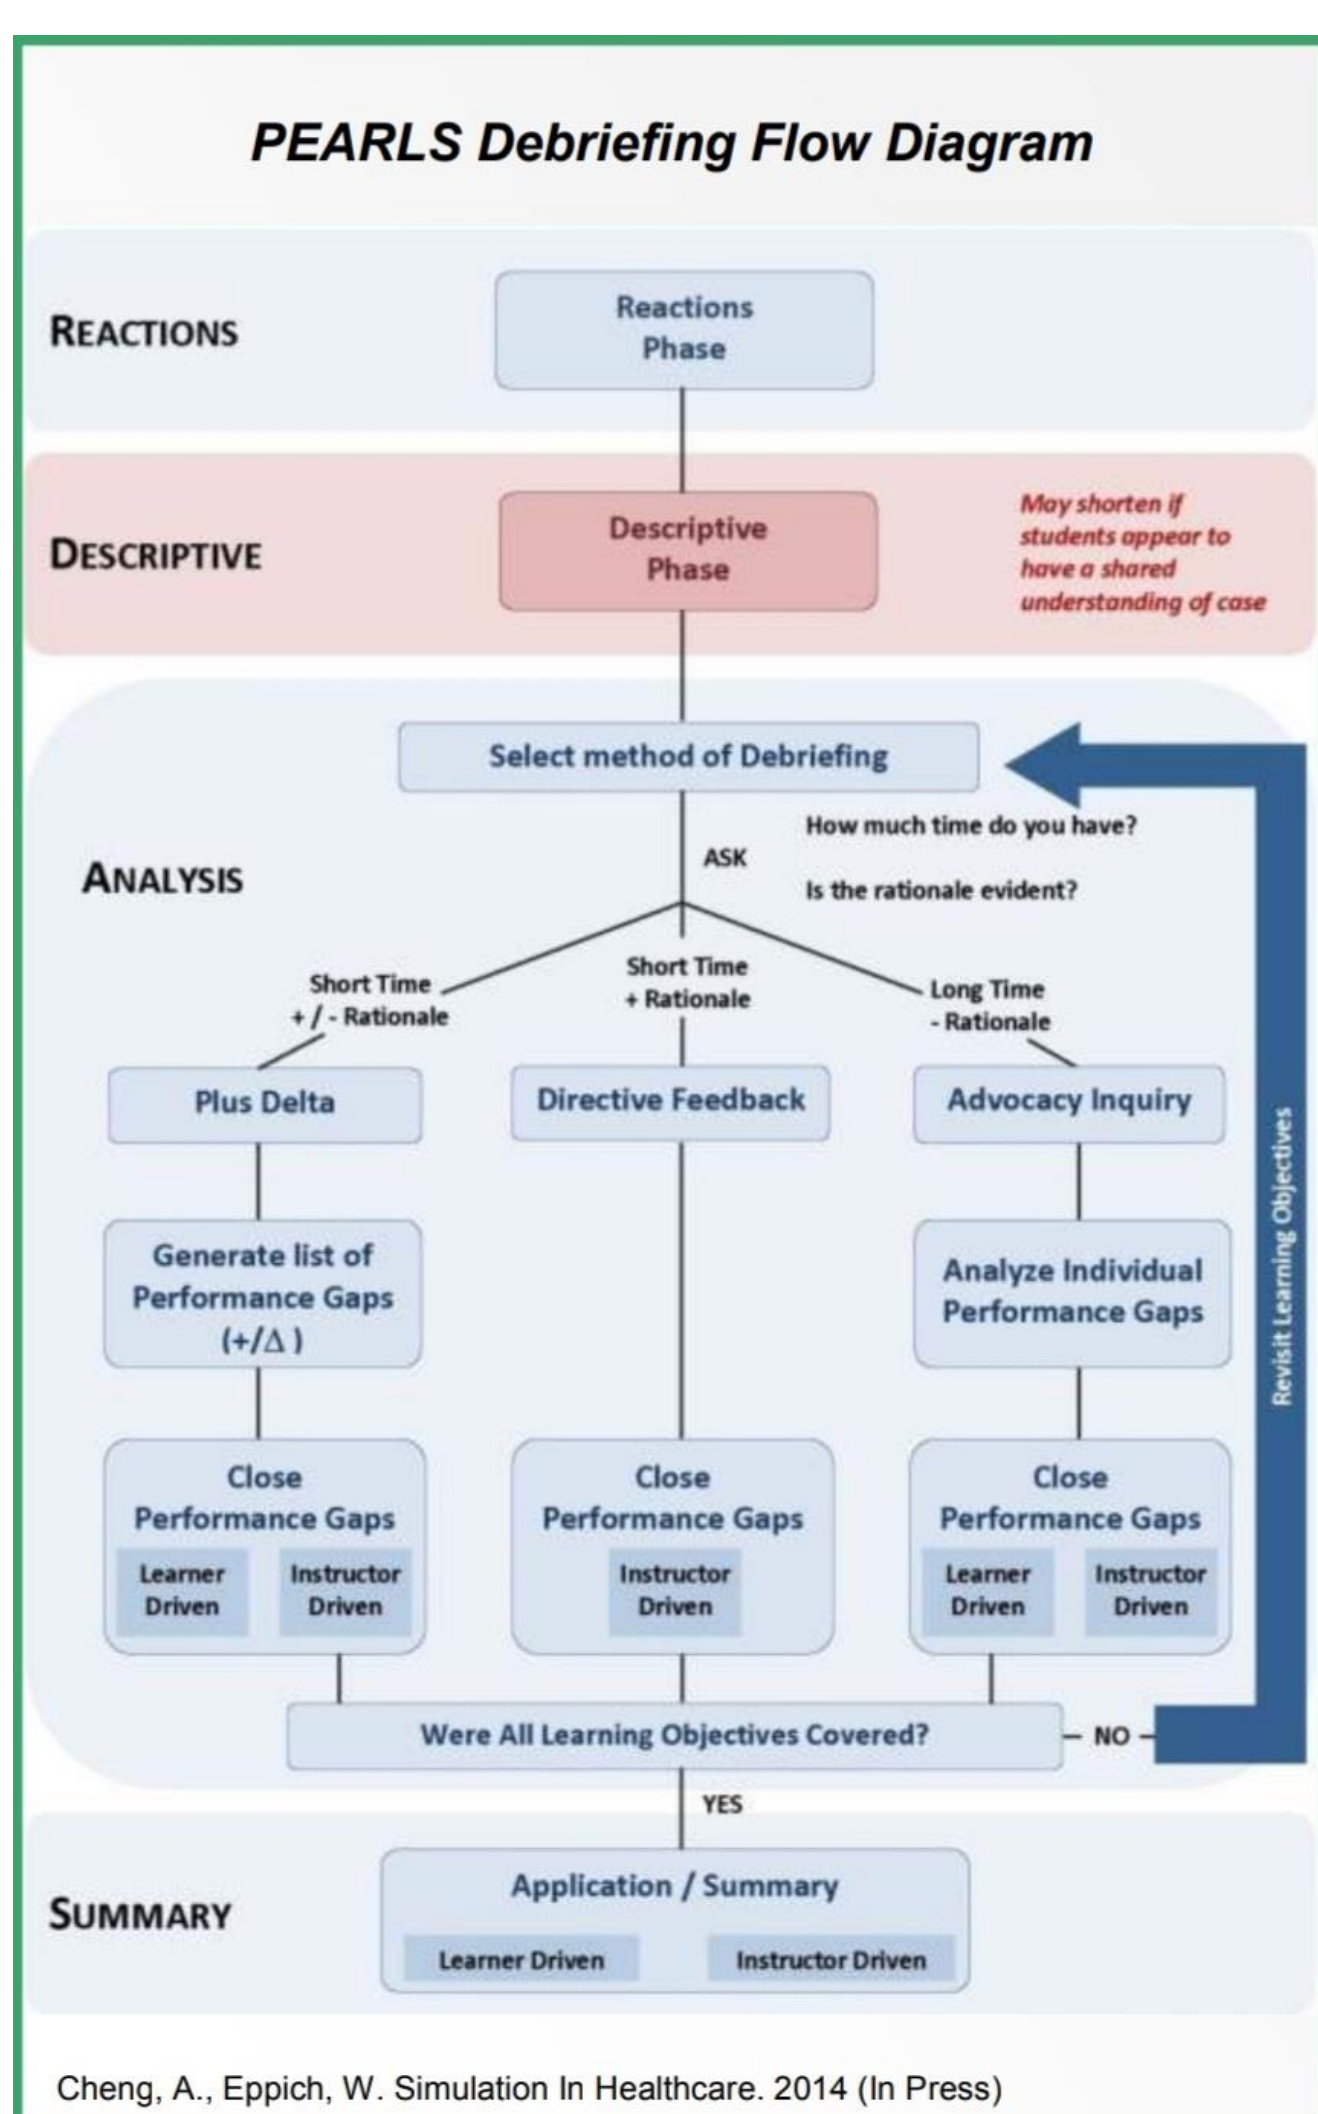 PEARLS Debriefing Flow Diagram
REACTIONS
Reactions
Phase
DESCRIPTIVE
Descriptive
Phase
May shorten if
students appear to
have a shared
understanding of case
Select method of Debriefing
ANALYSIS
ASK
How much time do you have?
Is the rationale evident?
Short Time
+ / - Rationale
Short Time
+ Rationale
Long Time
- Rationale
Plus Delta
Directive Feedback
Advocacy Inquiry
Generate list of
Performance Gaps
(+/Δ )
Analyze Individual
Performance Gaps
Close
Performance Gaps
Learner
Driven
Instructor
Driven
Close
Performance Gaps
Instructor
Driven
Close
Performance Gaps
Learner
Driven
Instructor
Driven
Revisit Learning Objectives
Were All Learning Objectives Covered?
NO
YES
SUMMARY
Application / Summary
Learner Driven
Instructor Driven
Cheng, A., Eppich, W. Simulation In Healthcare. 2014 (In Press)